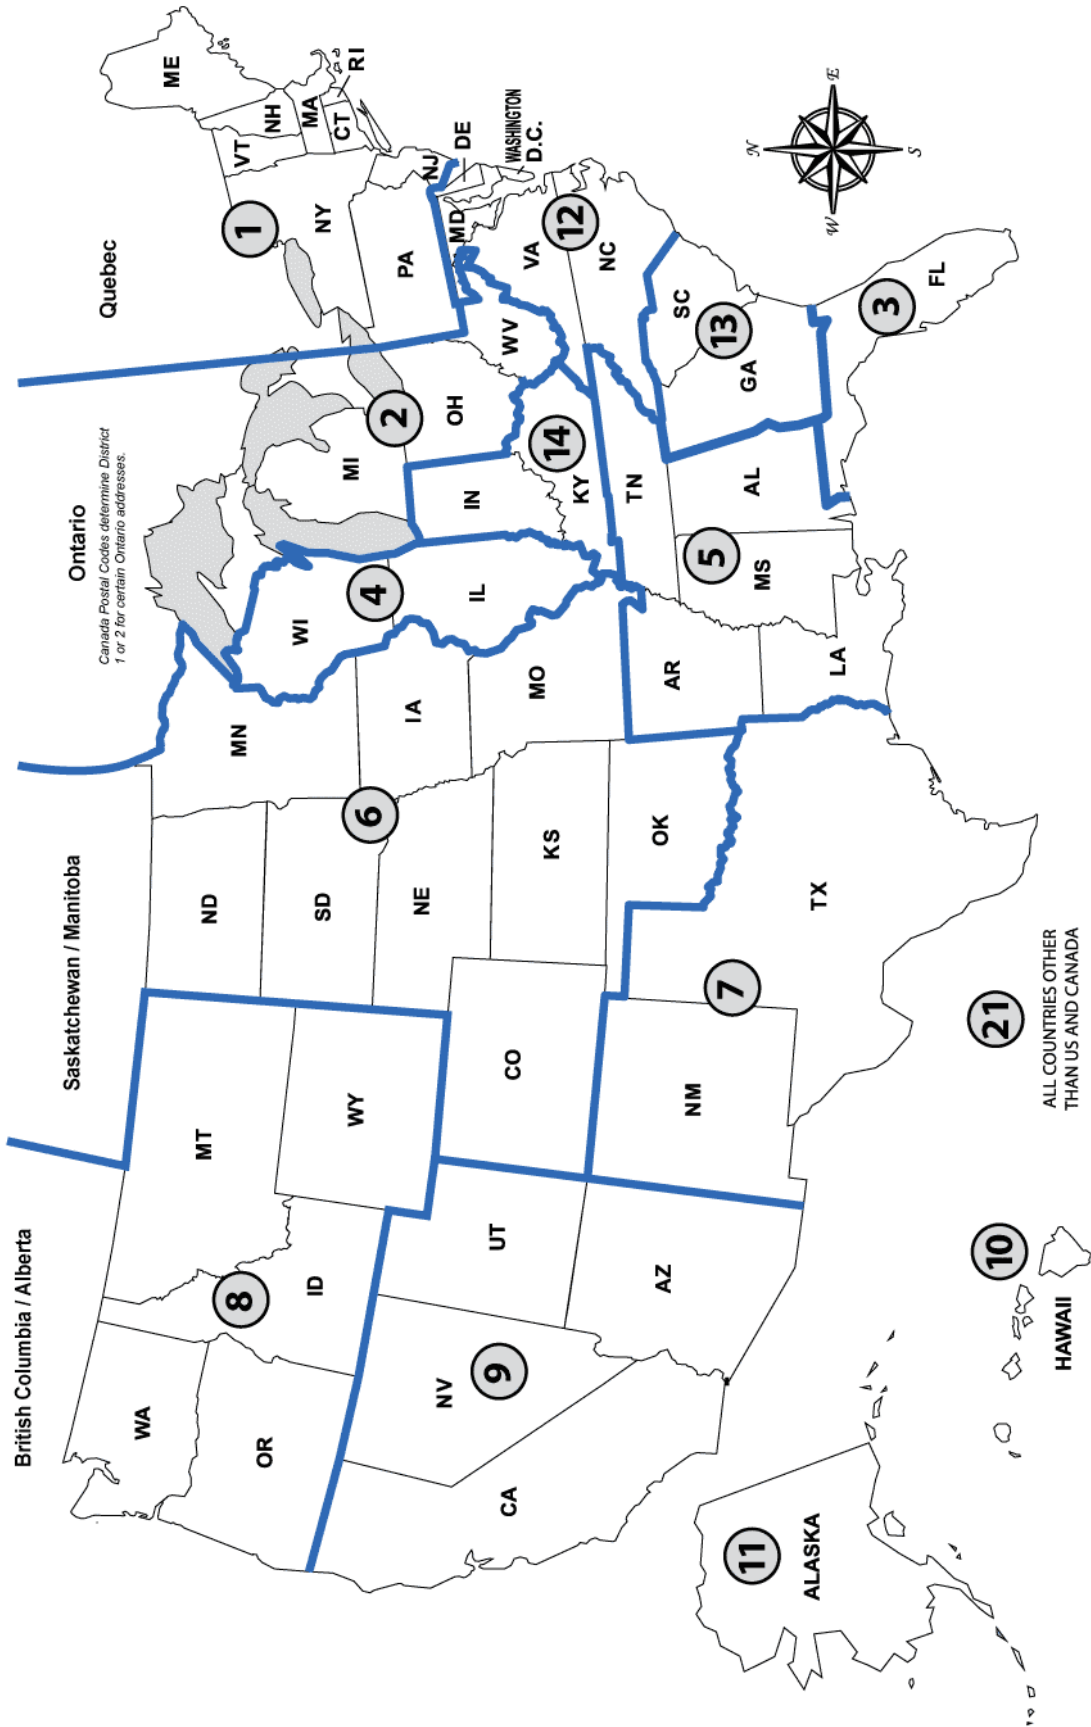 British Columbia / Alberta
Saskatchewan / Manitoba
Ontario
Canada Postal Codes determine District
1 or 2 for certain Ontario addresses.
Quebec
WA
OR
8
ID
MT
WY
ND
SD
NE
6
MN
IA
WI
4
IL
MI
2
IN
OH
1
NY
PA
VT
NH
ME
MA
CT
RI
NJ
DE
MD
WASHINGTON
D.C.
NV
9
CA
UT
AZ
CO
NM
7
KS
OK
TX
MO
AR
LA
KY
14
TN
5
MS
AL
WV
VA
12
NC
SC
13
GA
3
FL
11
ALASKA
10
HAWAII
21
ALL COUNTRIES OTHER
THAN US AND CANADA
N
E
S
W